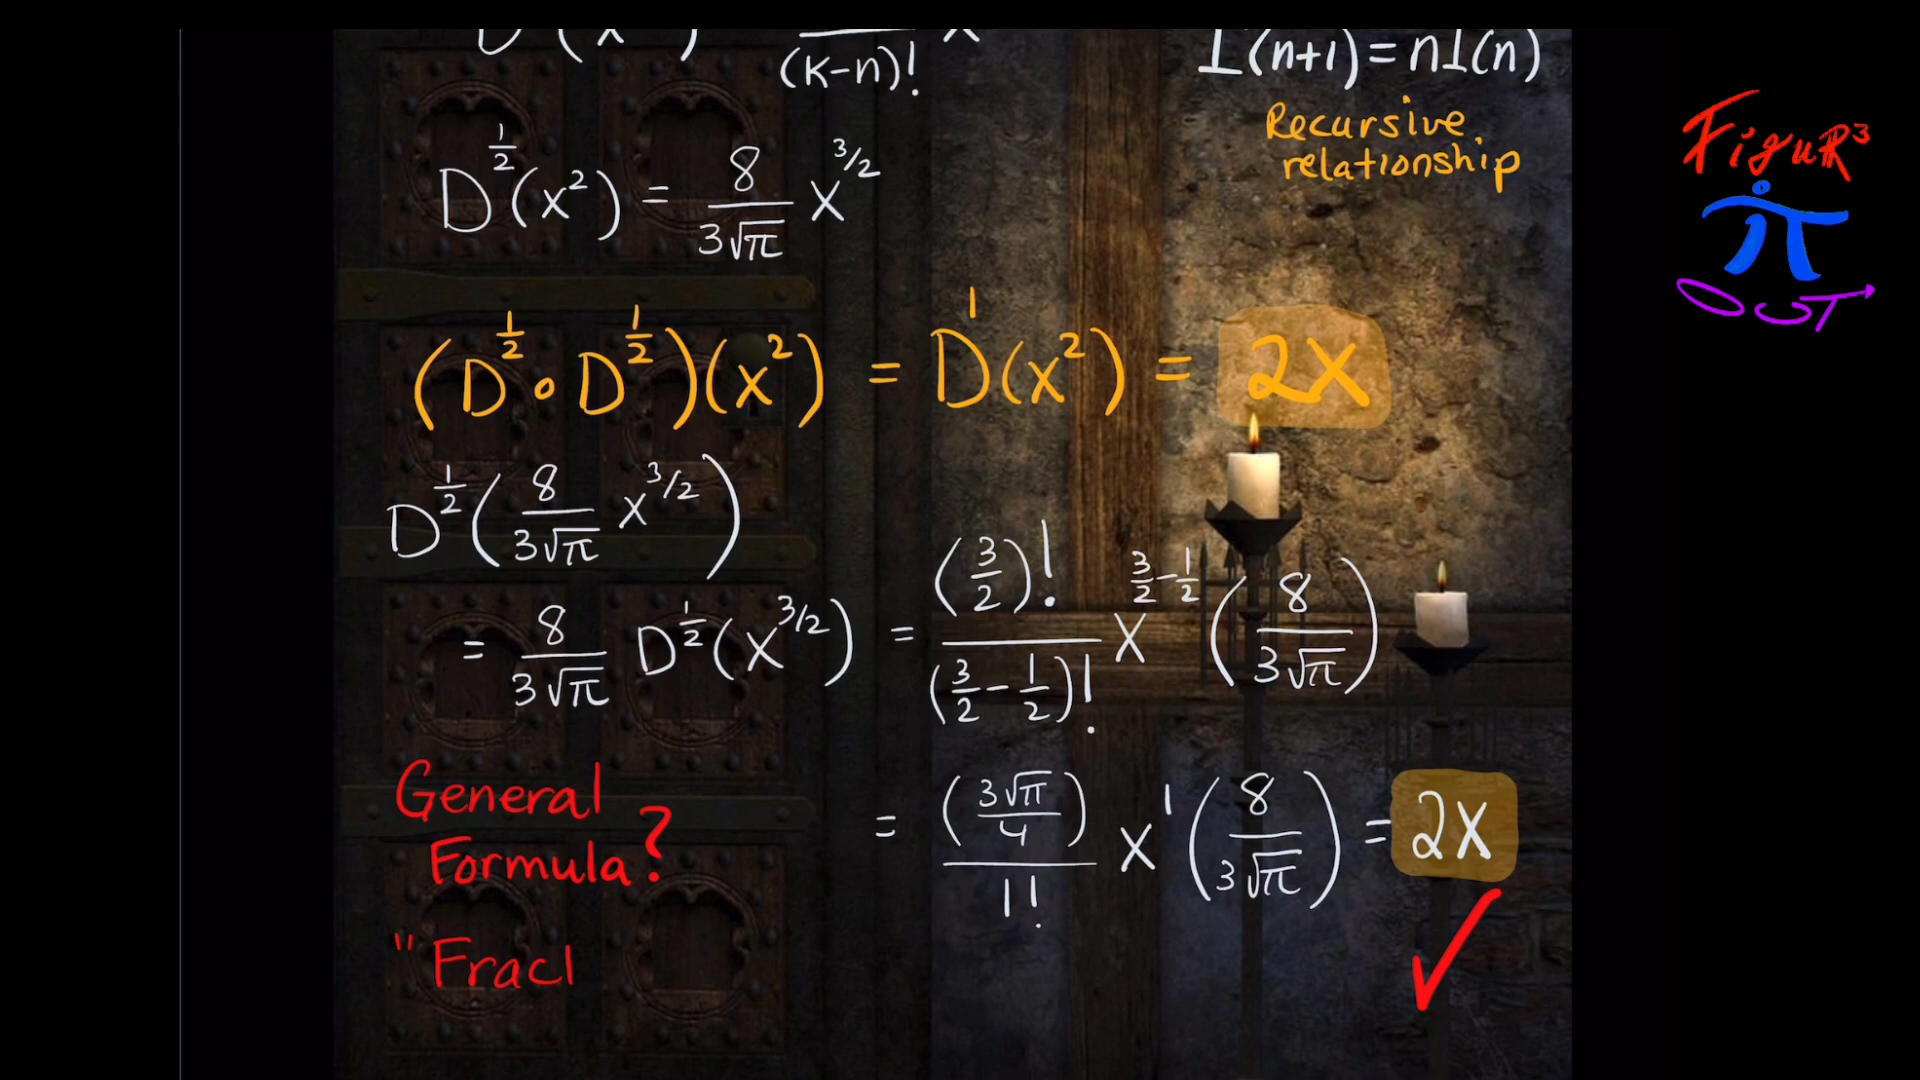 (k-n)!
Γ(n+1) = nΓ(n)
Recursive
relationship
D^{1/2}(x²) = 8/(3√π) x^{3/2}
(D^{1/2} ∘ D^{1/2})(x²) = D¹(x²) = 2x
D^{1/2}(8/(3√π) x^{3/2})
= 8/(3√π) D^{1/2}(x^{3/2}) = (3/2)!/(3/2 - 1/2)! x^{3/2 - 1/2} (8/(3√π))
= (3√π/4)/1! x¹ (8/(3√π)) = 2x
General
Formula?
"Fracl
FiguR³
π
OUT